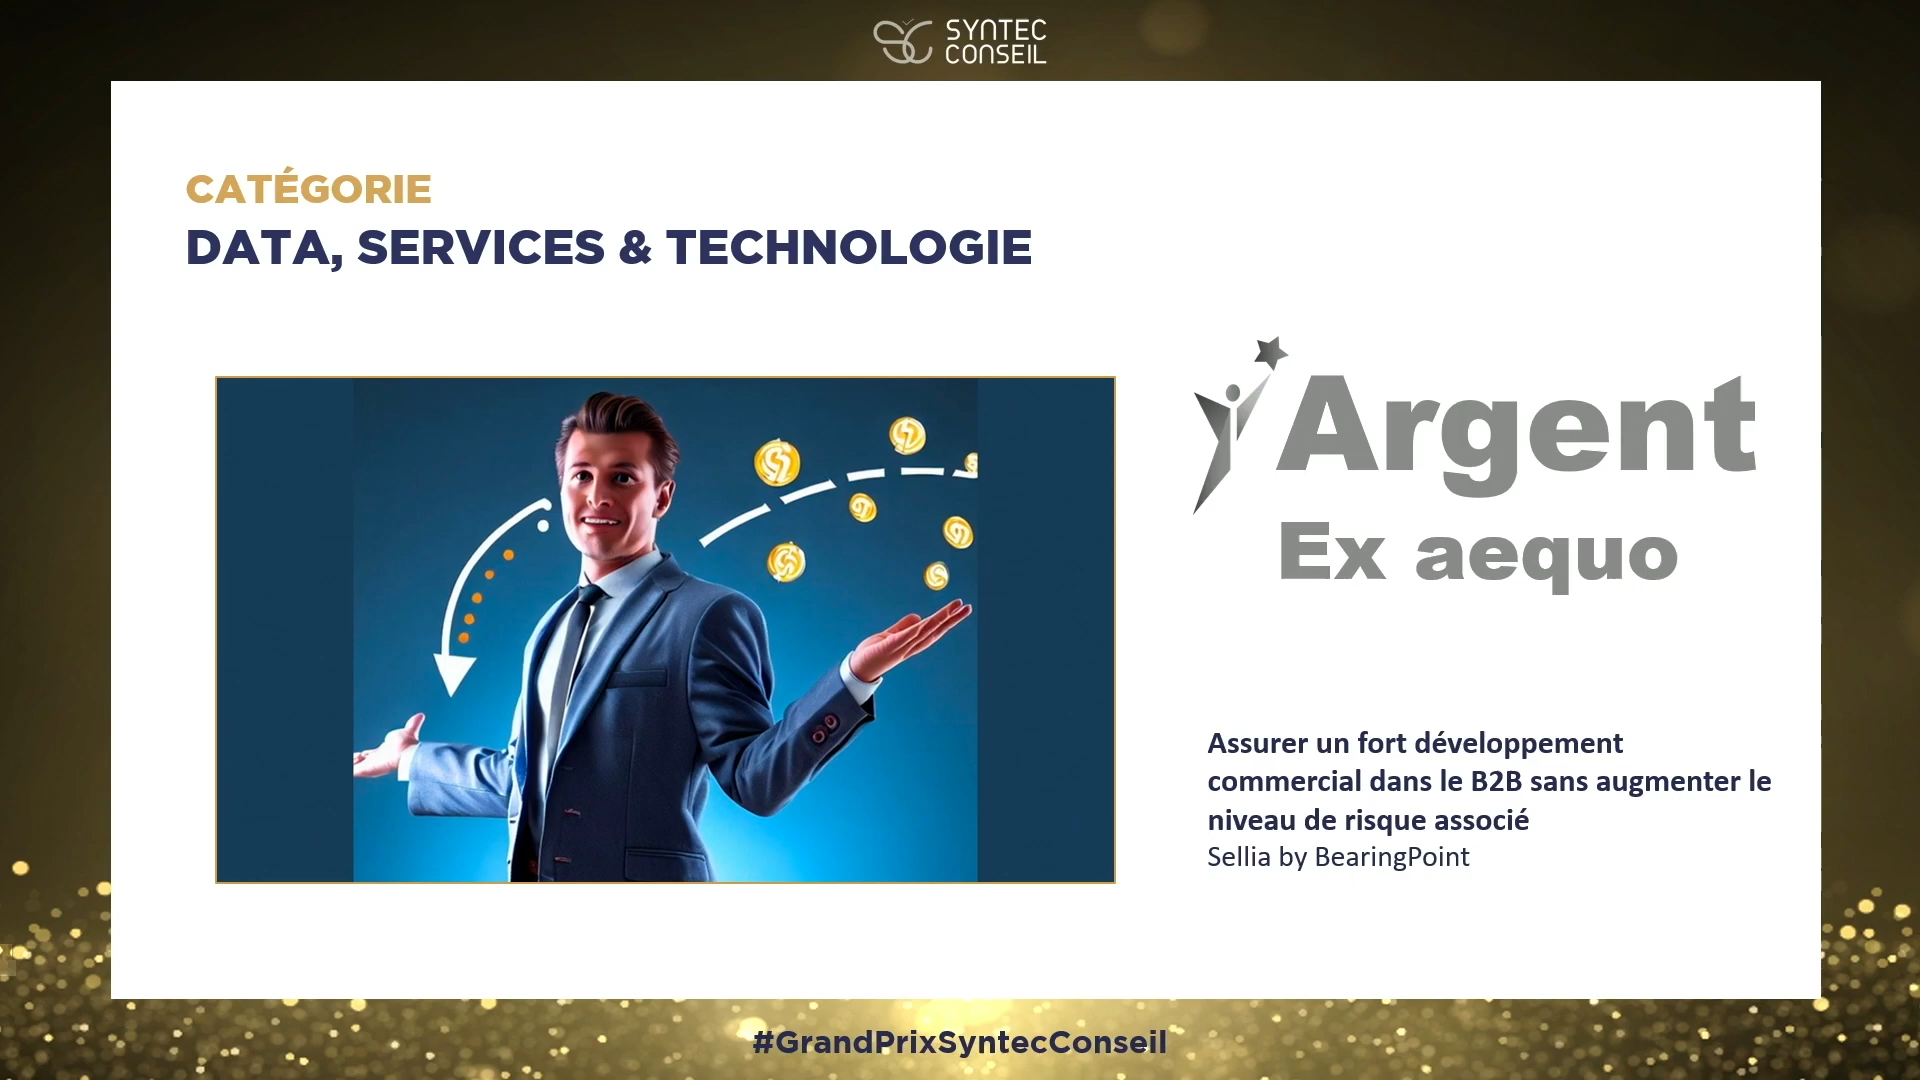 SYNTEC
CONSEIL
CATÉGORIE
DATA, SERVICES & TECHNOLOGIE
Argent
Ex aequo
Assurer un fort développement
commercial dans le B2B sans augmenter le
niveau de risque associé
Sellia by BearingPoint
#GrandPrixSyntecConseil